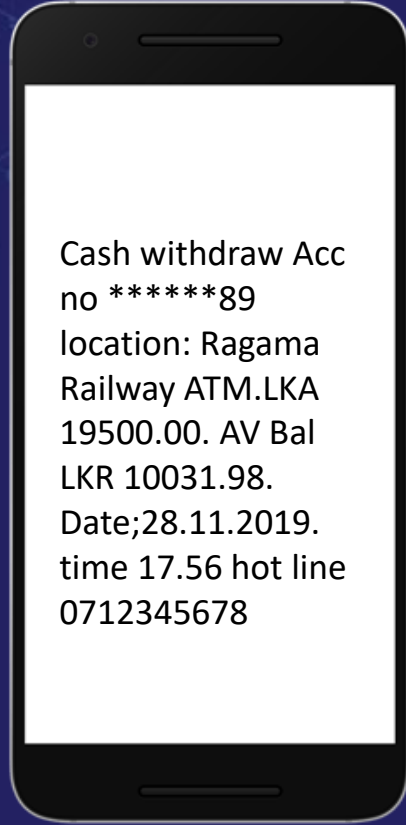 Cash withdraw Acc
no ******89
location: Ragama
Railway ATM.LKA
19500.00. AV Bal
LKR 10031.98.
Date;28.11.2019.
time 17.56 hot line
0712345678